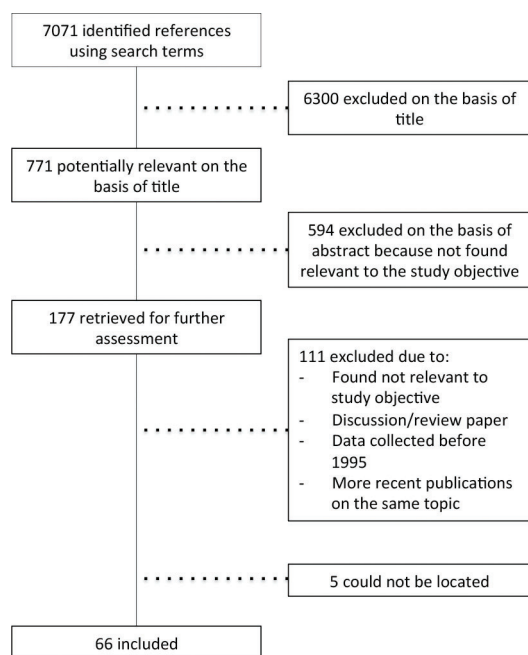 7071 identified references
using search terms
6300 excluded on the basis of
title
771 potentially relevant on the
basis of title
594 excluded on the basis of
abstract because not found
relevant to the study objective
177 retrieved for further
assessment
111 excluded due to:
- Found not relevant to
study objective
- Discussion/review paper
- Data collected before
1995
- More recent publications
on the same topic
5 could not be located
66 included